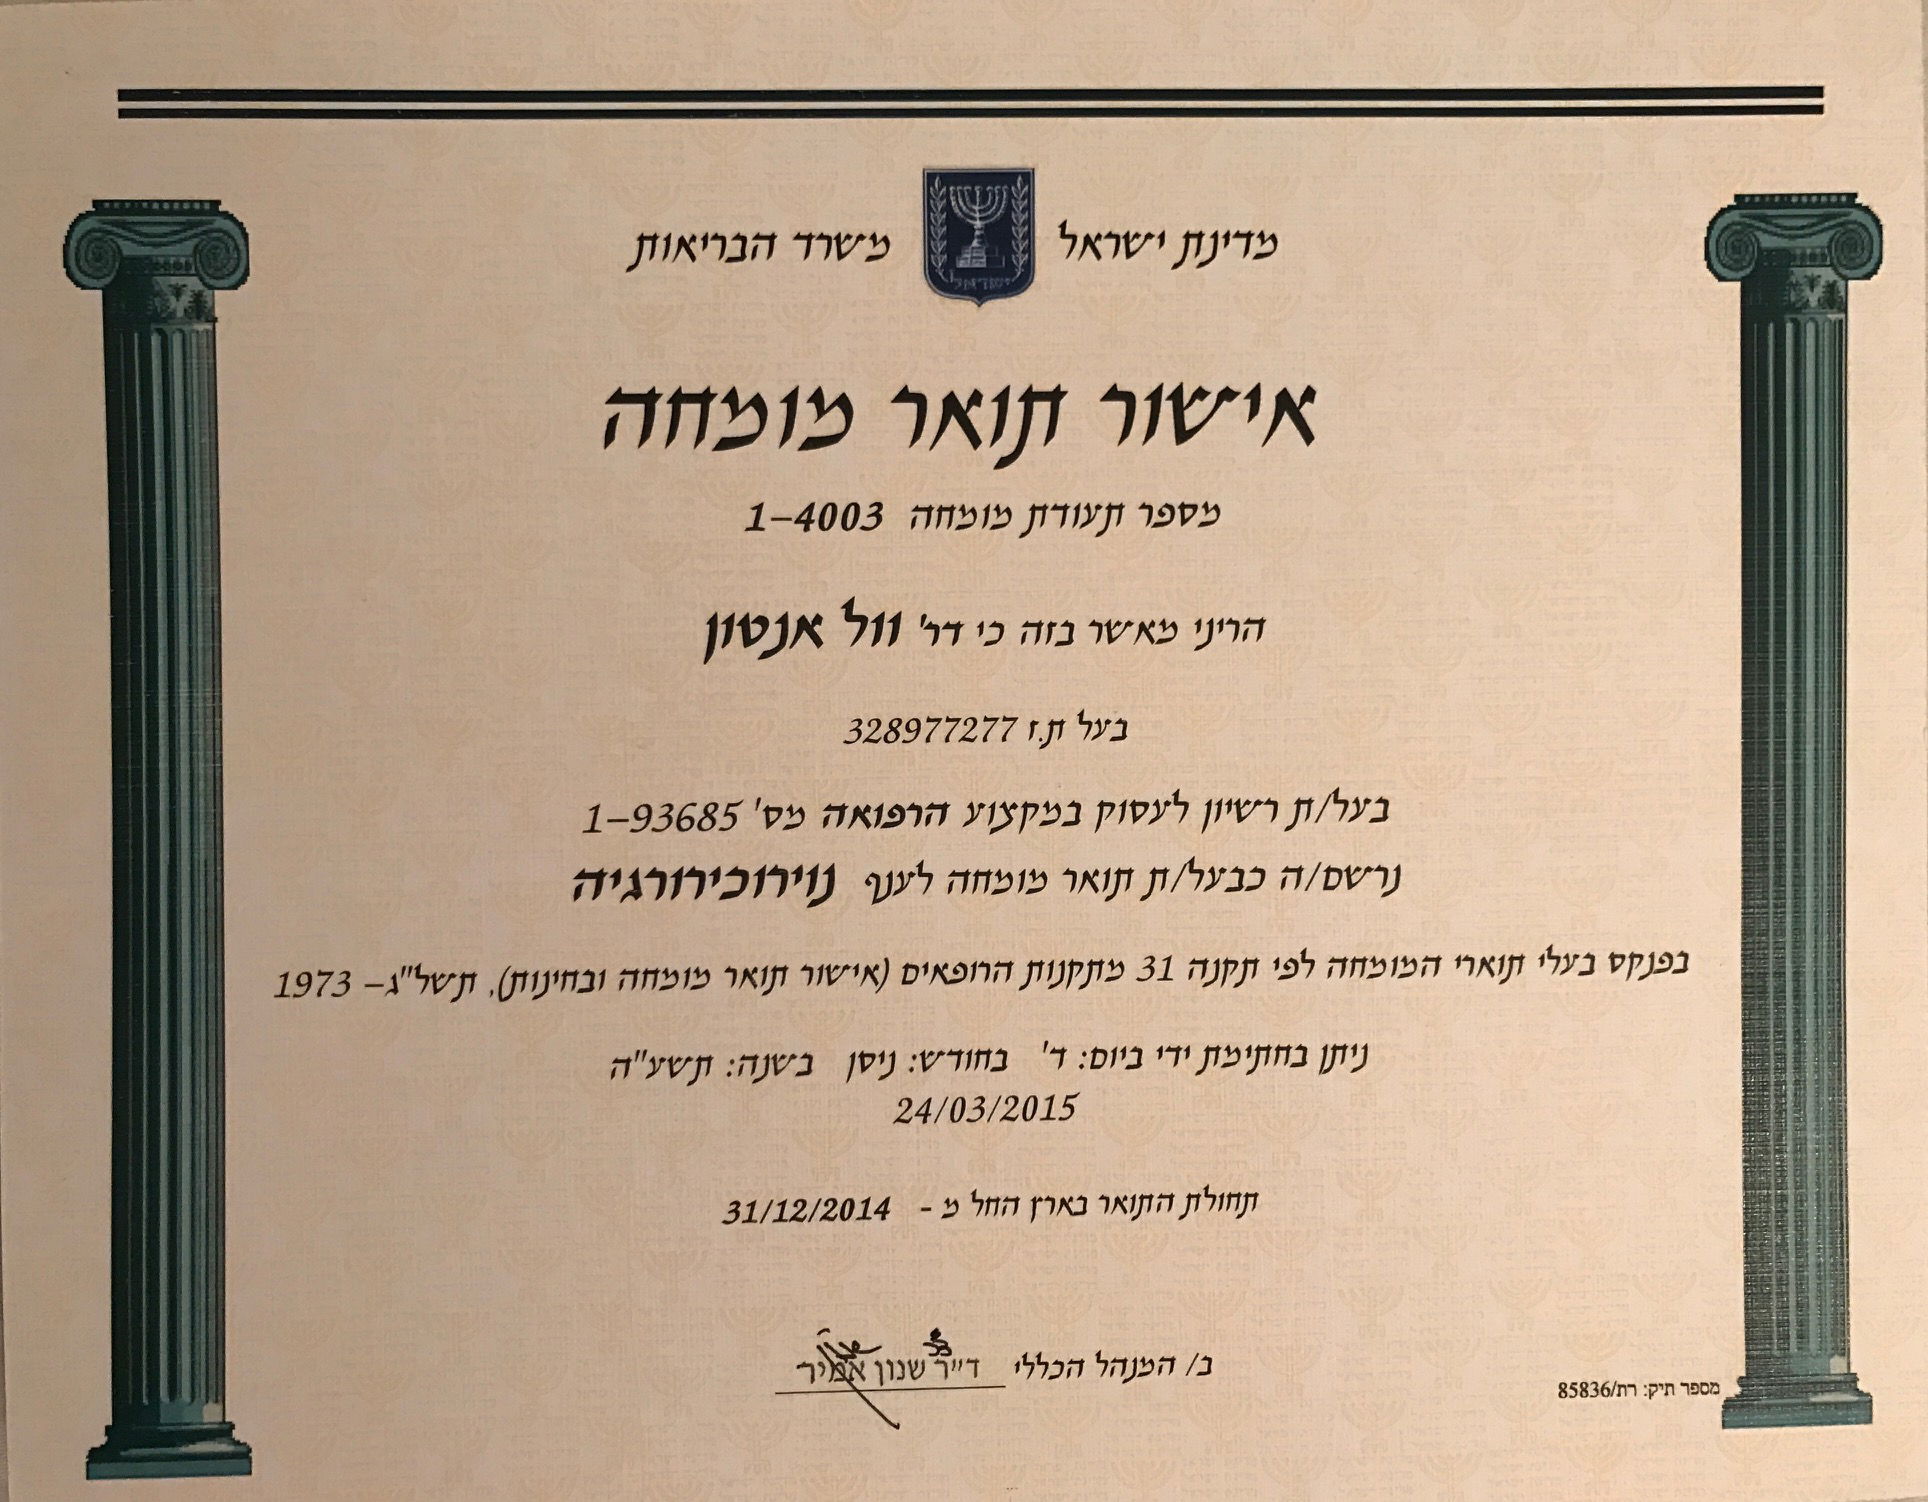 מדינת ישראל משרד הבריאות
אישור תואר מומחה
מספר תעודת מומחה 1-4003
הריני מאשר בזה כי דר' וול אנטון
בעל ת.ז 328977277
בעל/ת רשיון לעסוק במקצוע הרפואה מס' 1-93685
נרשם/ה כבעל/ת תואר מומחה לענף נוירוכירורגיה
בפנקס בעלי תוארי המומחה לפי תקנה 31 מתקנות הרופאים (אישור תואר מומחה ובחינות), תשל"ג- 1973
ניתן בחתימת ידי ביום: ד' בחודש: ניסן בשנה: תשע"ה
24/03/2015
תחולת התואר בארץ החל מ - 31/12/2014
ב/ המנהל הכללי ד"ר שנון אמיר
מספר תיק: רת/85836